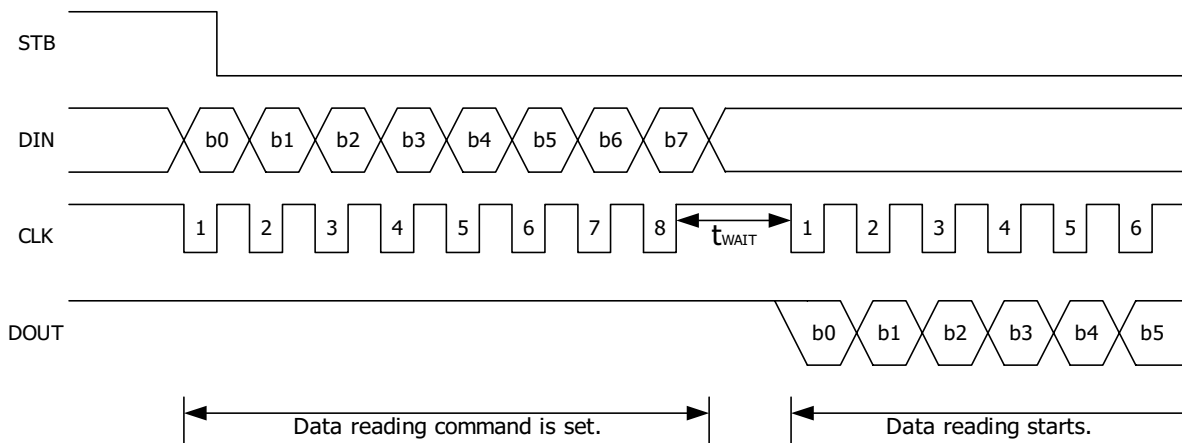 STB
DIN
b0 b1 b2 b3 b4 b5 b6 b7
CLK
1 2 3 4 5 6 7 8 tWAIT 1 2 3 4 5 6
DOUT
b0 b1 b2 b3 b4 b5
Data reading command is set.
Data reading starts.